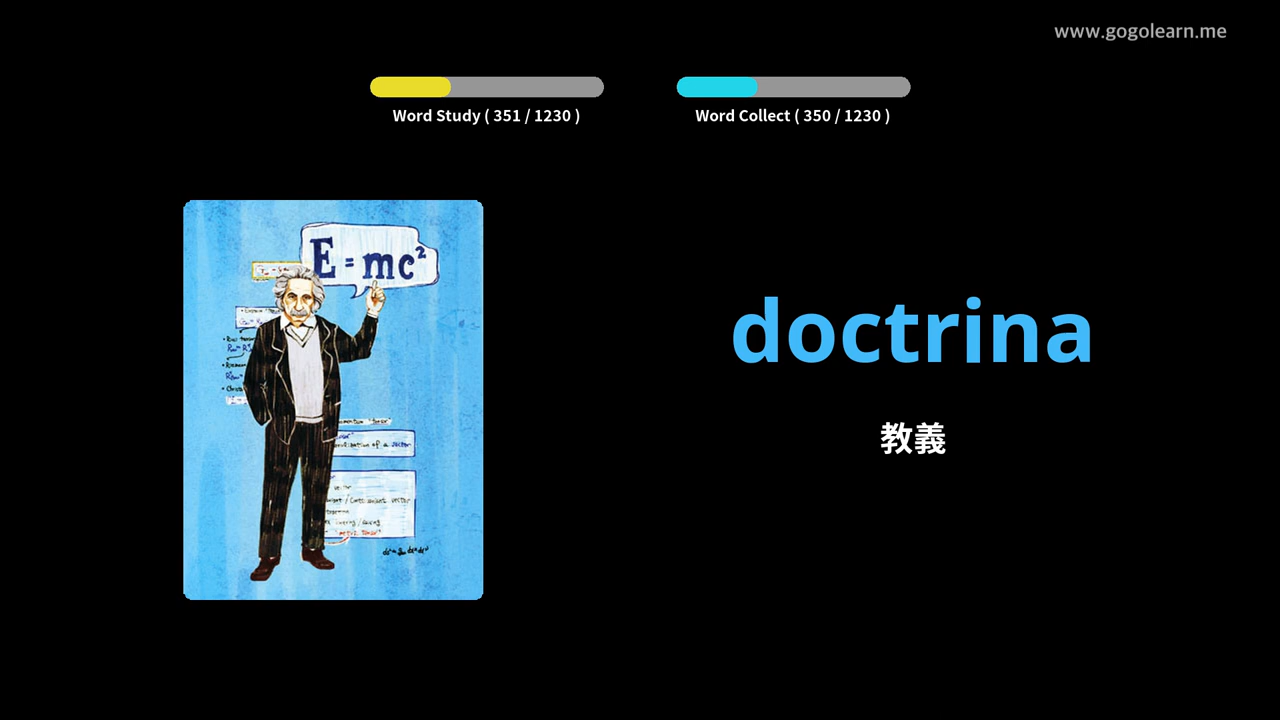 www.gogolearn.me
Word Study ( 351 / 1230 )
Word Collect ( 350 / 1230 )
E = mc²
doctrina
教義